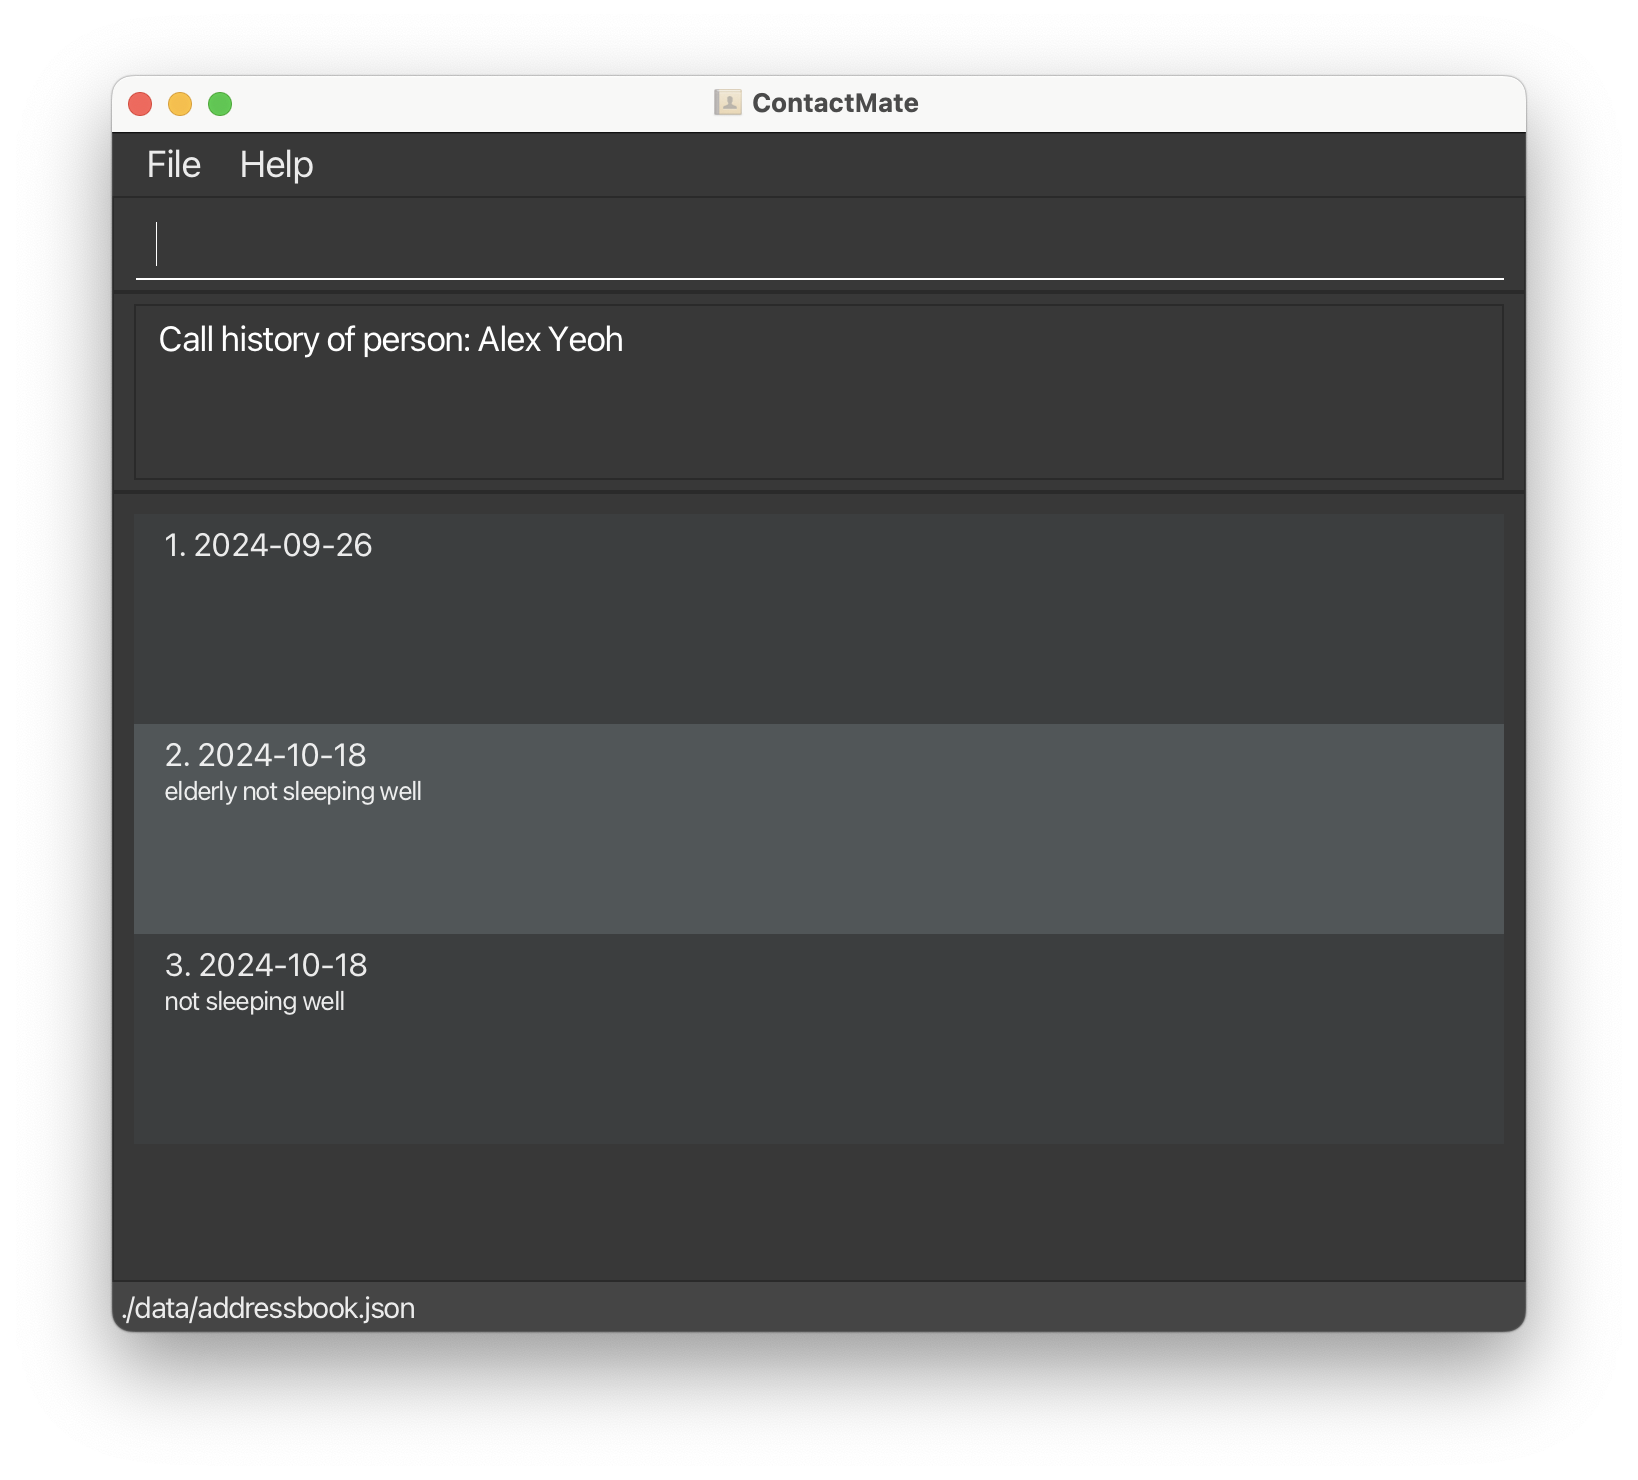 ContactMate
File Help
Call history of person: Alex Yeoh
1. 2024-09-26
2. 2024-10-18
elderly not sleeping well
3. 2024-10-18
not sleeping well
./data/addressbook.json